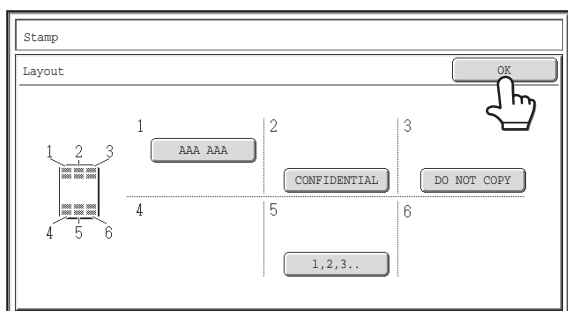 Stamp
Layout
OK
1 2 3
AAA AAA
CONFIDENTIAL
DO NOT COPY
1 2 3
4 5 6
4 5 6
1,2,3..